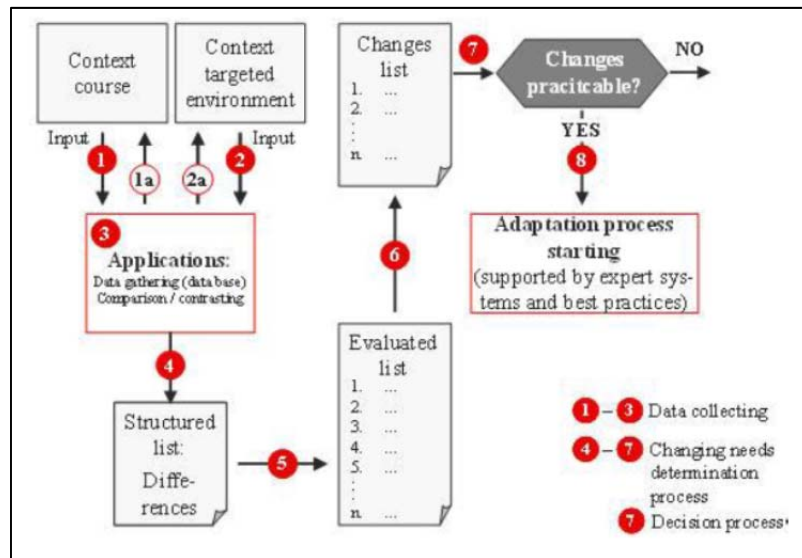 Context
course
Context
targeted
environment
Input
1
1a
2a
2
Input
3
Applications:
Data gathering (data base)
Comparison / contrasting
4
Structured
list:
Diffe-
rences
5
Evaluated
list
1. ...
2. ...
3. ...
4. ...
5. ...
:
n. ...
6
Changes
list
1. ...
2. ...
:
n. ...
7
Changes
pracitcable?
NO
YES
8
Adaptation process
starting
(supported by expert sys-
tems and best practices)
1 – 3 Data collecting
4 – 7 Changing needs
determination
process
7 Decision process